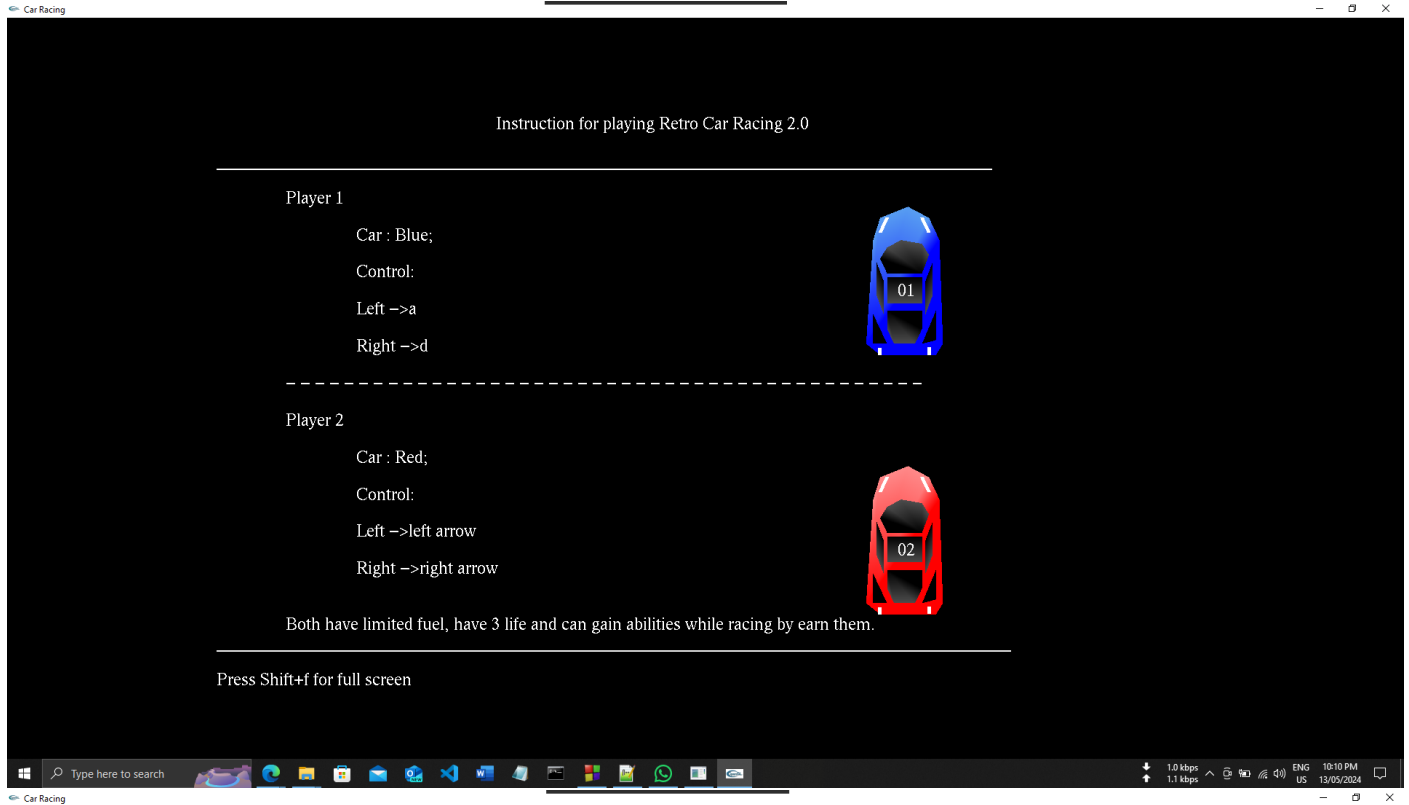 Car Racing
Instruction for playing Retro Car Racing 2.0
Player 1
Car : Blue;
Control:
Left –>a
Right –>d
01
Player 2
Car : Red;
Control:
Left –>left arrow
Right –>right arrow
02
Both have limited fuel, have 3 life and can gain abilities while racing by earn them.
Press Shift+f for full screen
Type here to search
1.0 kbps
1.1 kbps
ENG
US
10:10 PM
13/05/2024
Car Racing